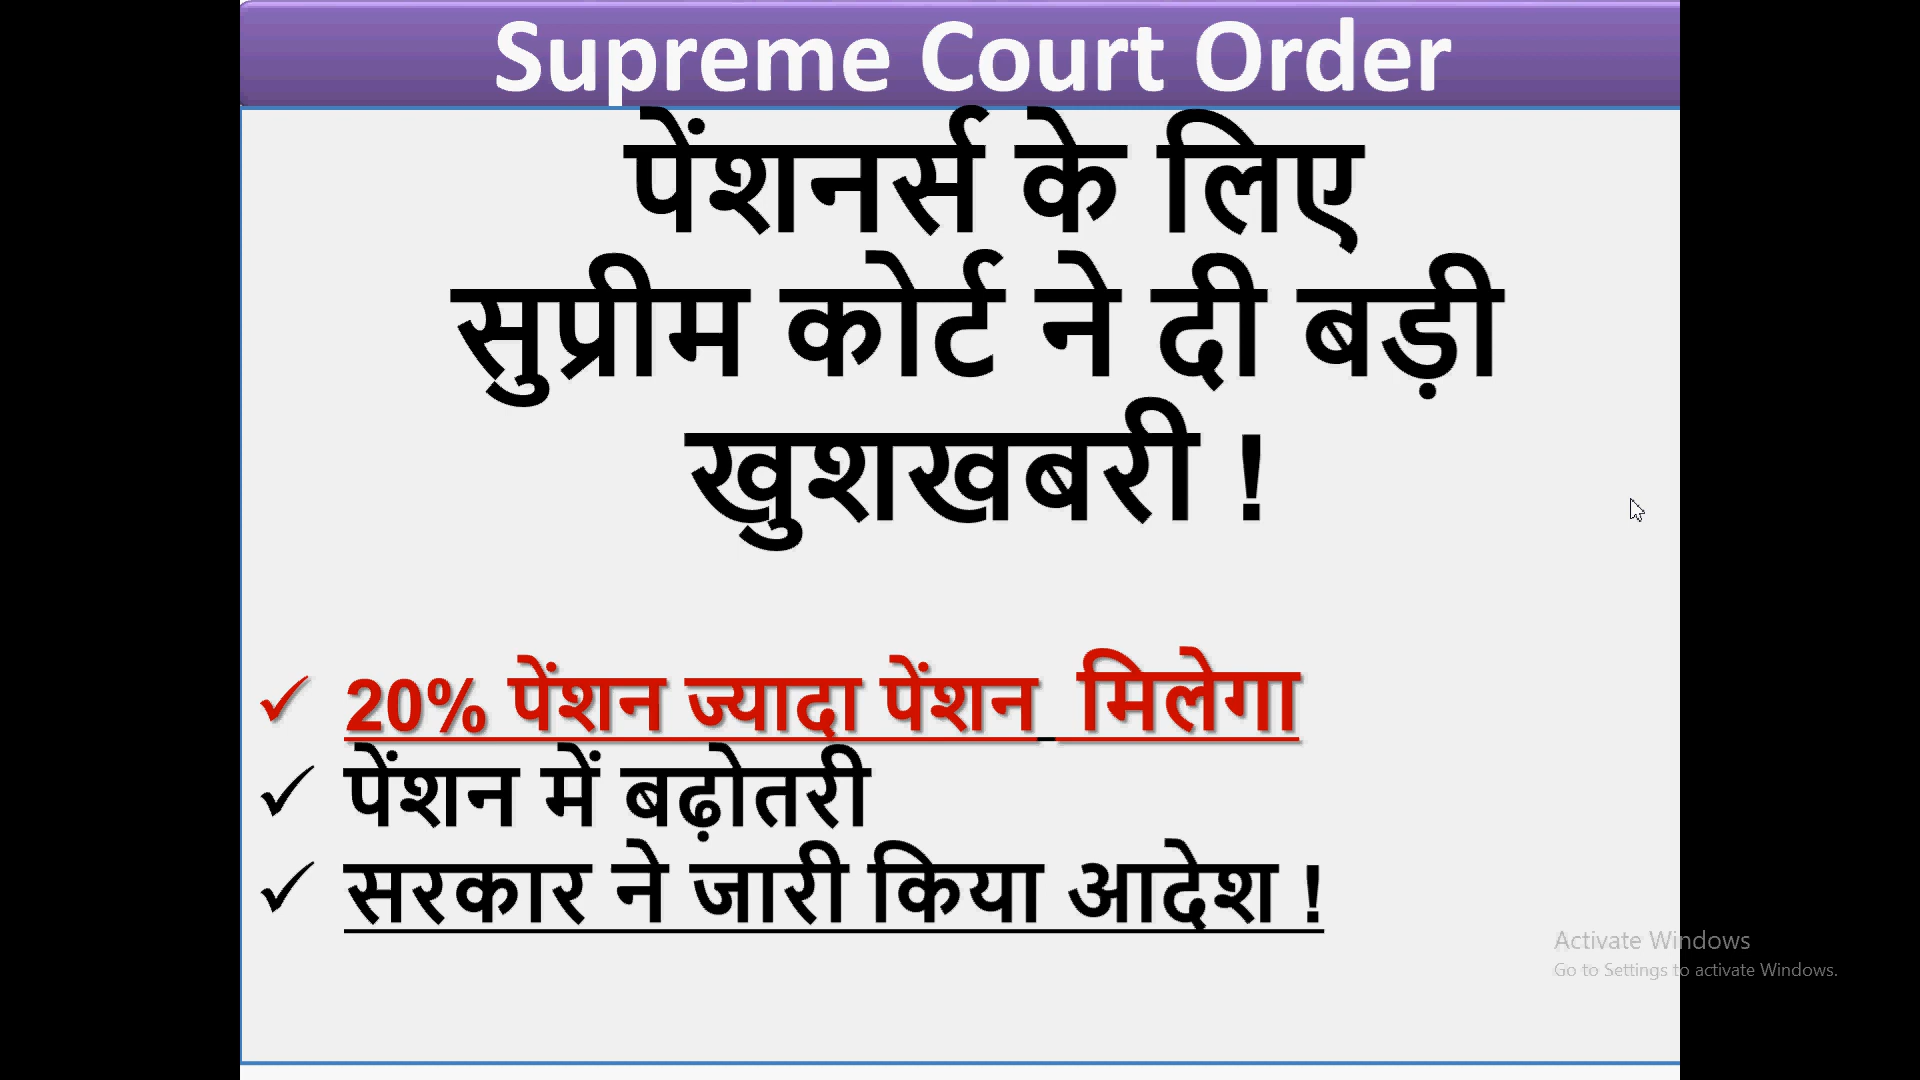 Supreme Court Order
पेंशनर्स के लिए
सुप्रीम कोर्ट ने दी बड़ी
खुशखबरी !
✓ 20% पेंशन ज्यादा पेंशन मिलेगा
✓ पेंशन में बढ़ोतरी
✓ सरकार ने जारी किया आदेश !
Activate Windows
Go to Settings to activate Windows.